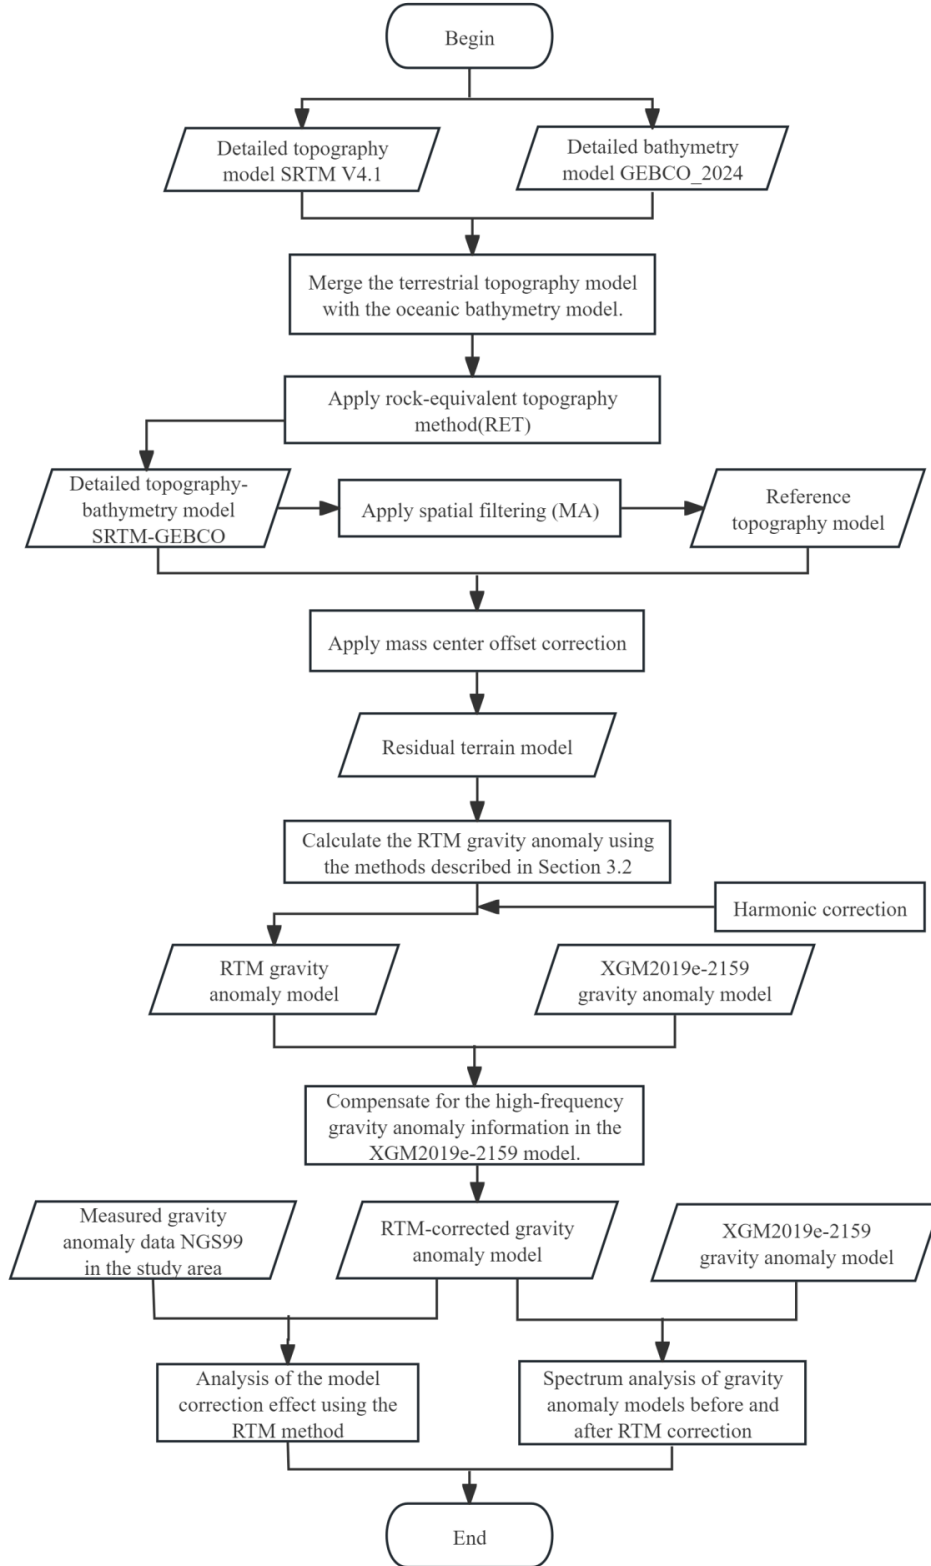 Begin
Detailed topography
model SRTM V4.1
Detailed bathymetry
model GEBCO_2024
Merge the terrestrial topography model
with the oceanic bathymetry model.
Apply rock-equivalent topography
method(RET)
Detailed topography-
bathymetry model
SRTM-GEBCO
Apply spatial filtering (MA)
Reference
topography model
Apply mass center offset correction
Residual terrain model
Calculate the RTM gravity anomaly using
the methods described in Section 3.2
Harmonic correction
RTM gravity
anomaly model
XGM2019e-2159
gravity anomaly model
Compensate for the high-frequency
gravity anomaly information in the
XGM2019e-2159 model.
Measured gravity
anomaly data NGS99
in the study area
RTM-corrected gravity
anomaly model
XGM2019e-2159
gravity anomaly model
Analysis of the model
correction effect using the
RTM method
Spectrum analysis of gravity
anomaly models before and
after RTM correction
End